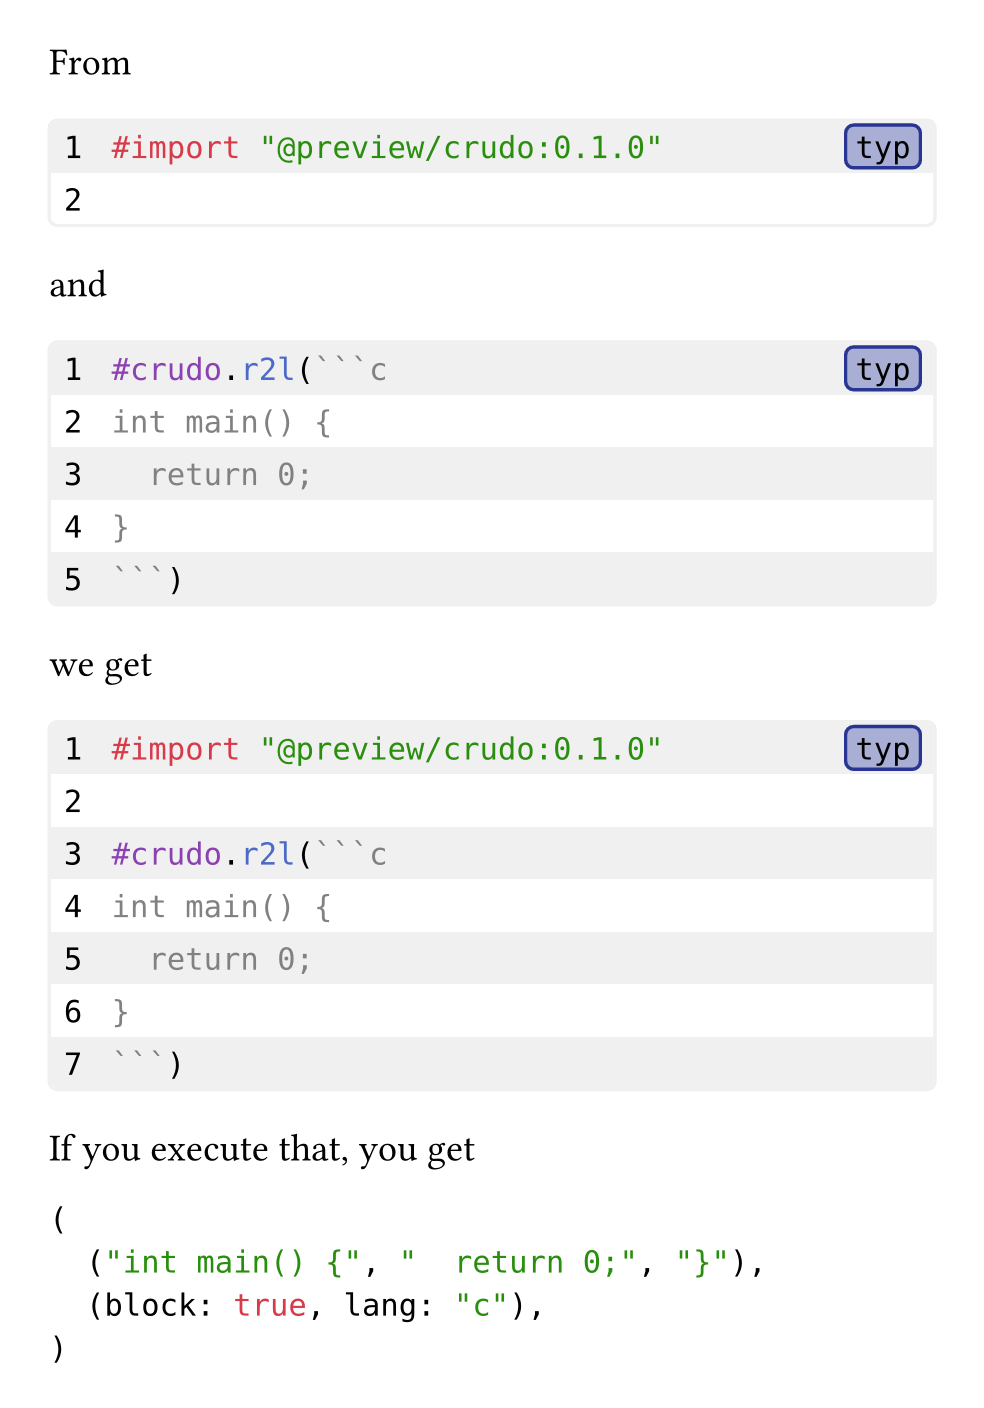 From
1 #import "@preview/crudo:0.1.0" typ
2
and
1 #crudo.r2l(```c typ
2 int main() {
3   return 0;
4 }
5 ```)
we get
1 #import "@preview/crudo:0.1.0" typ
2
3 #crudo.r2l(```c
4 int main() {
5   return 0;
6 }
7 ```)
If you execute that, you get
(
  ("int main() {", "  return 0;", "}"),
  (block: true, lang: "c"),
)